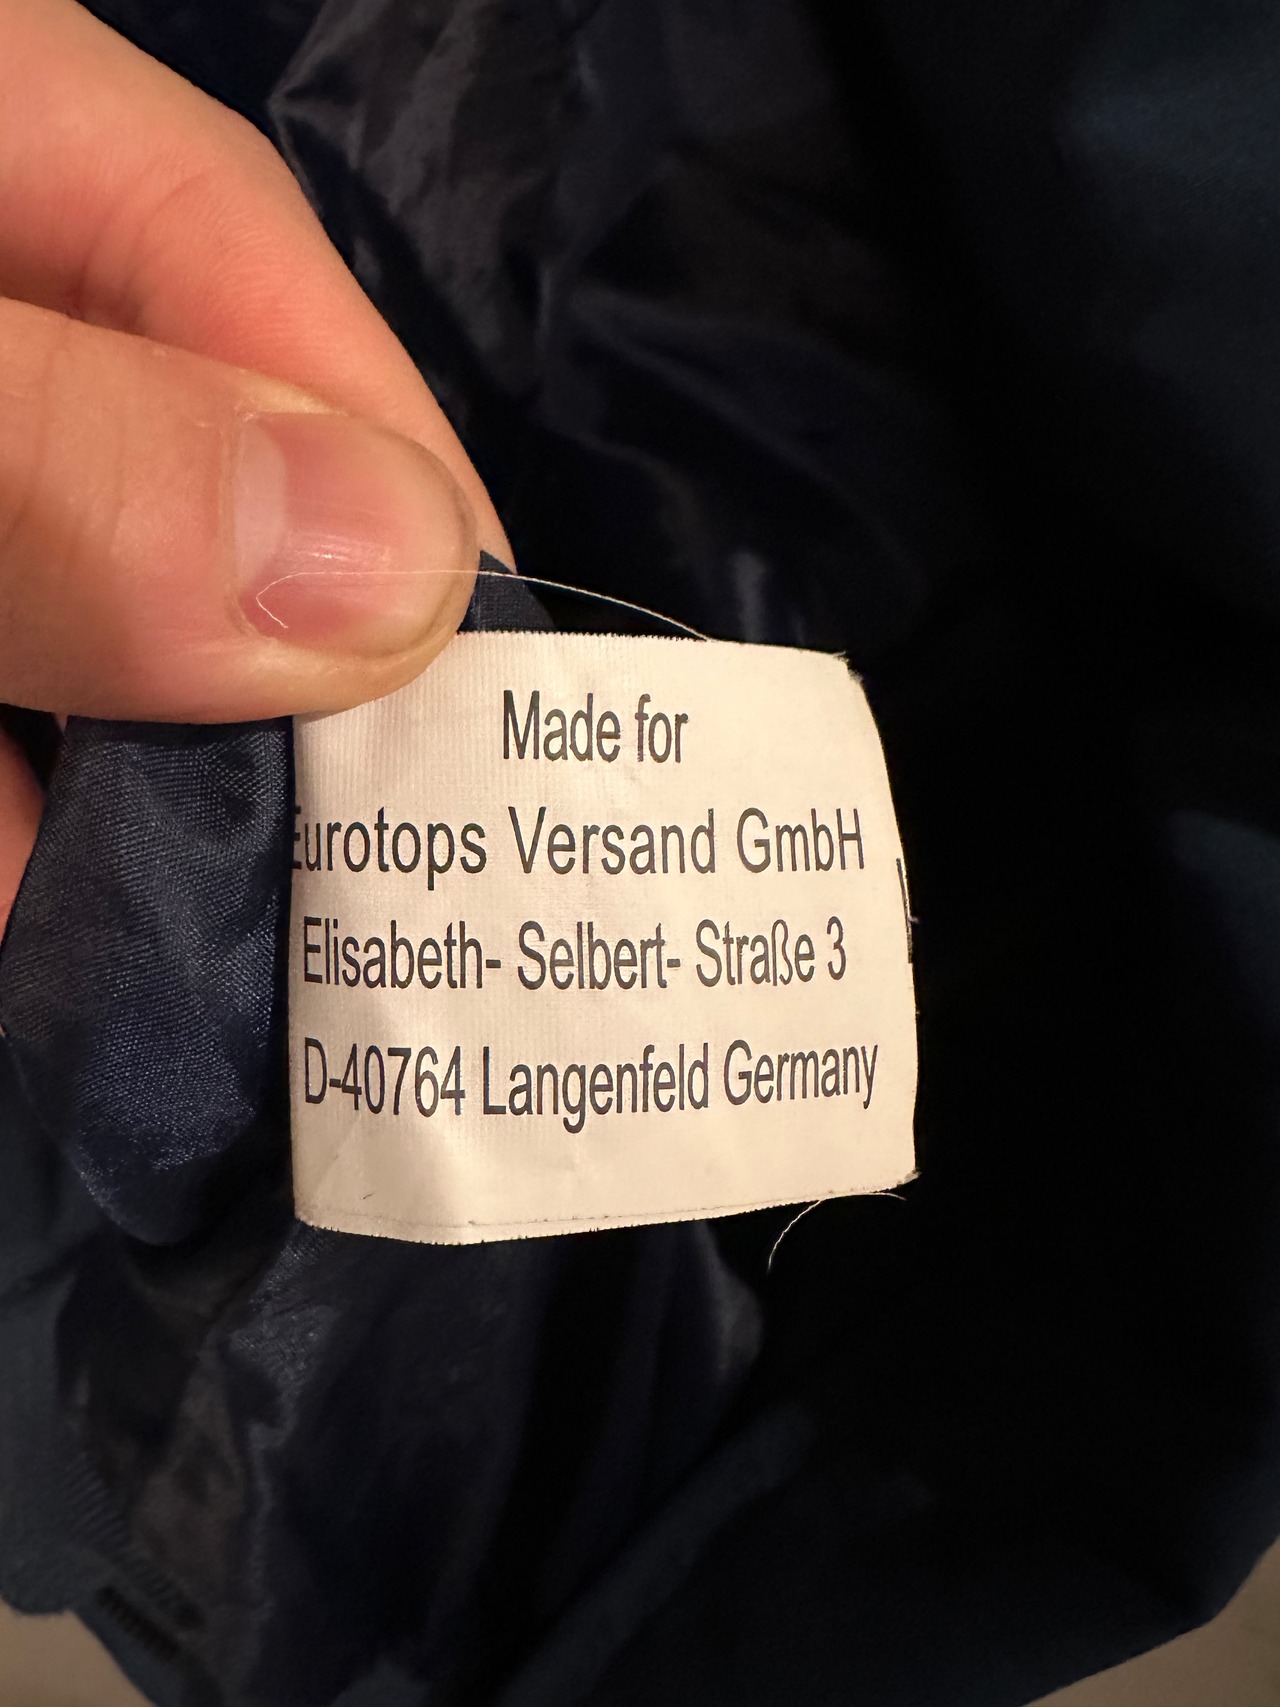 Made for
Eurotops Versand GmbH
Elisabeth- Selbert- Straße 3
D-40764 Langenfeld Germany